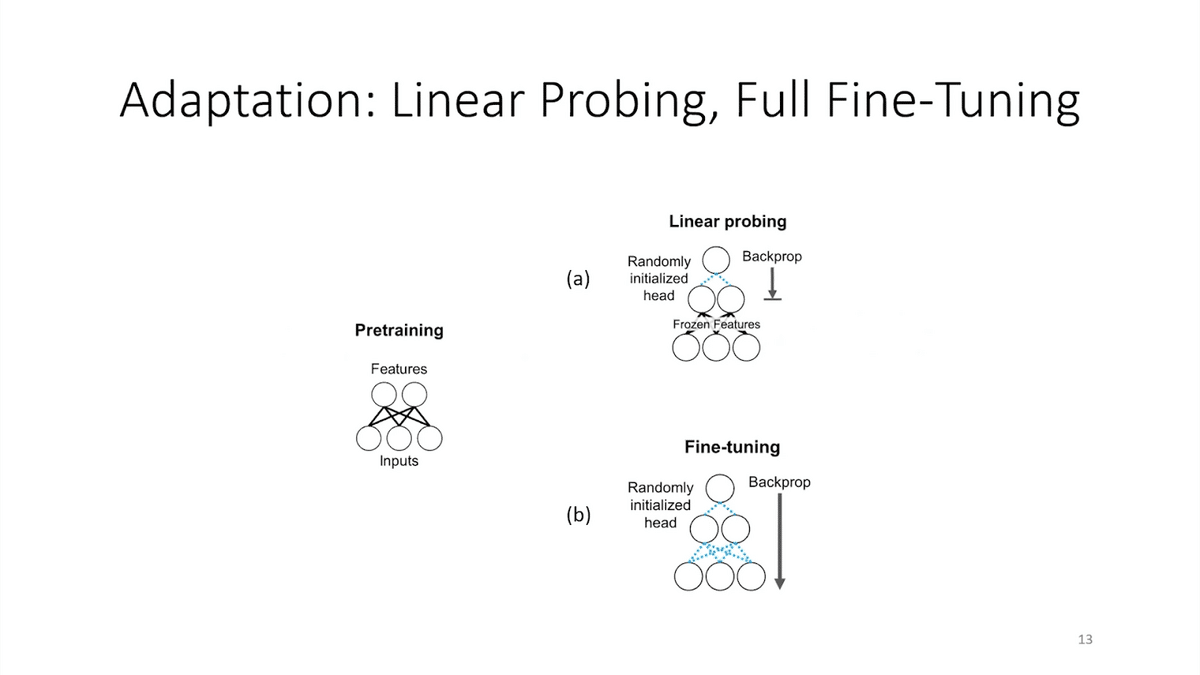 Adaptation: Linear Probing, Full Fine-Tuning
Pretraining
Features
Inputs
(a)
Linear probing
Randomly
initialized
head
Backprop
Frozen Features
(b)
Fine-tuning
Randomly
initialized
head
Backprop
13